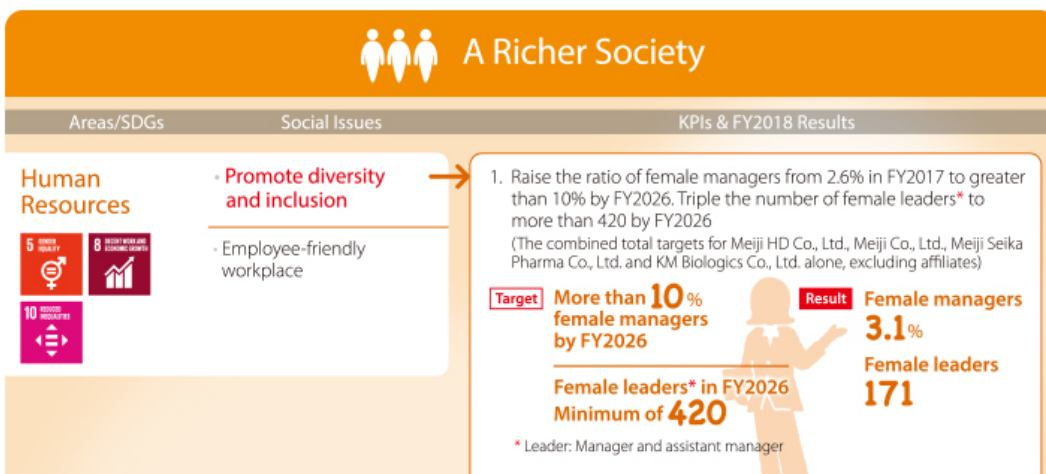 A Richer Society
Areas/SDGs
Social Issues
KPIs & FY2018 Results
Human
Resources
5 GENDER
EQUALITY
8 DECENT WORK AND
ECONOMIC GROWTH
10 REDUCED
INEQUALITIES
• Promote diversity
and inclusion
• Employee-friendly
workplace
1. Raise the ratio of female managers from 2.6% in FY2017 to greater
than 10% by FY2026. Triple the number of female leaders* to
more than 420 by FY2026
(The combined total targets for Meiji HD Co., Ltd., Meiji Co., Ltd., Meiji Seika
Pharma Co., Ltd. and KM Biologics Co., Ltd. alone, excluding affiliates)
Target
More than 10%
female managers
by FY2026
Female leaders* in FY2026
Minimum of 420
Result
Female managers
3.1%
Female leaders
171
* Leader: Manager and assistant manager